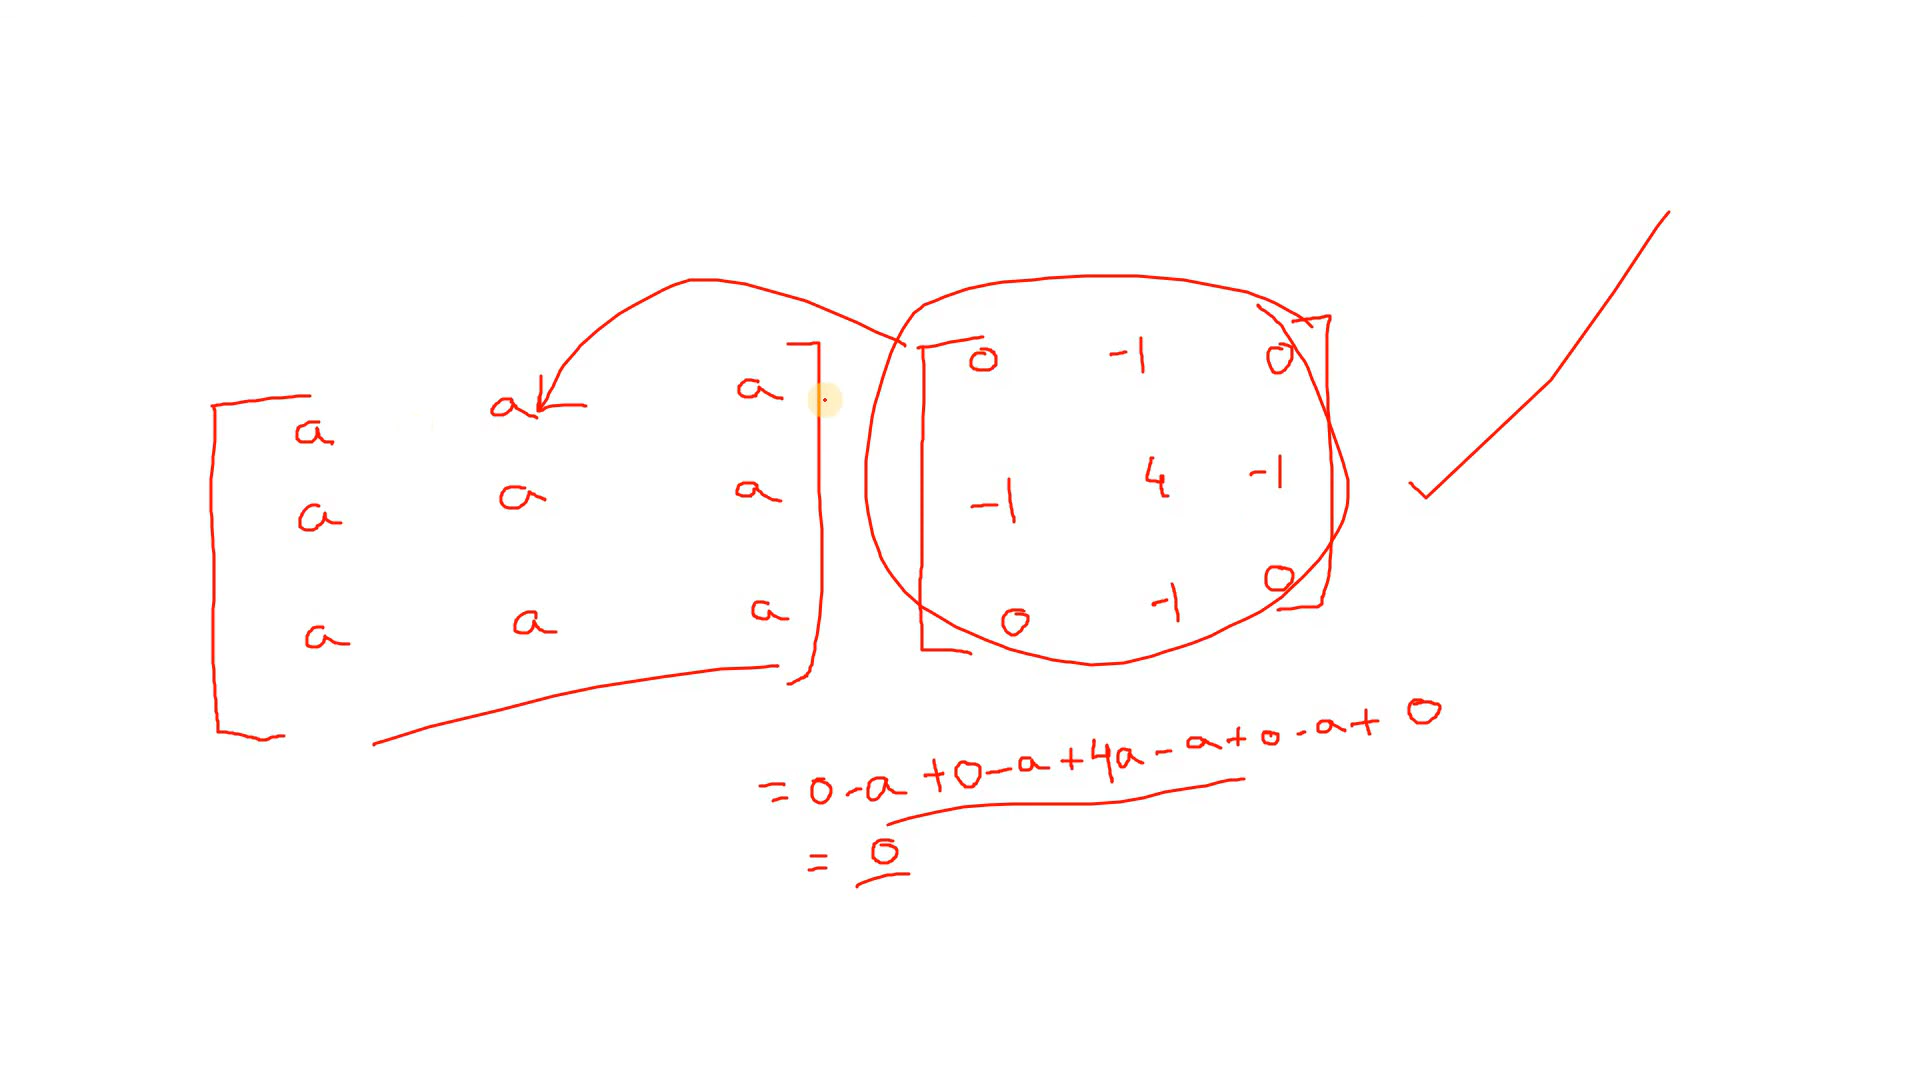 a a a 0 -1 0
a a a -1 4 -1
a a a 0 -1 0
= 0-a+0-a+4a-a+0-a+0
= 0